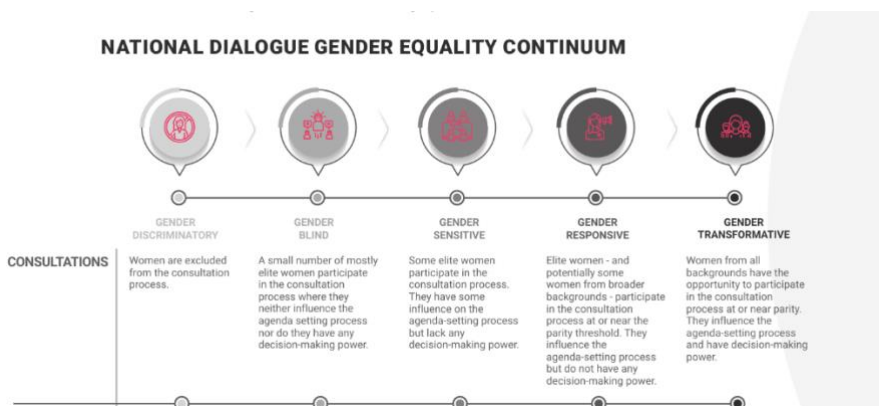 NATIONAL DIALOGUE GENDER EQUALITY CONTINUUM
GENDER
DISCRIMINATORY
GENDER
BLIND
GENDER
SENSITIVE
GENDER
RESPONSIVE
GENDER
TRANSFORMATIVE
CONSULTATIONS
Women are excluded
from the consultation
process.
A small number of mostly
elite women participate
in the consultation
process where they
neither influence the
agenda setting process
nor do they have any
decision-making power.
Some elite women
participate in the
consultation process.
They have some
influence on the
agenda-setting process
but lack any
decision-making power.
Elite women - and
potentially some
women from broader
backgrounds - participate
in the consultation
process at or near the
parity threshold. They
influence the
agenda-setting process
but do not have any
decision-making power.
Women from all
backgrounds have the
opportunity to participate
in the consultation
process at or near parity.
They influence the
agenda-setting process
and have decision-making
power.